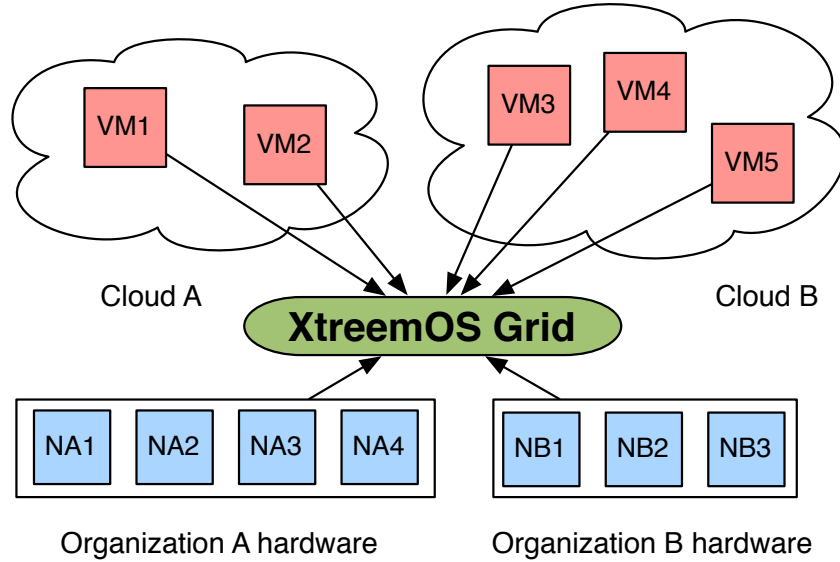 VM1
VM2
VM3
VM4
VM5
Cloud A
Cloud B
XtreemOS Grid
NA1
NA2
NA3
NA4
NB1
NB2
NB3
Organization A hardware
Organization B hardware